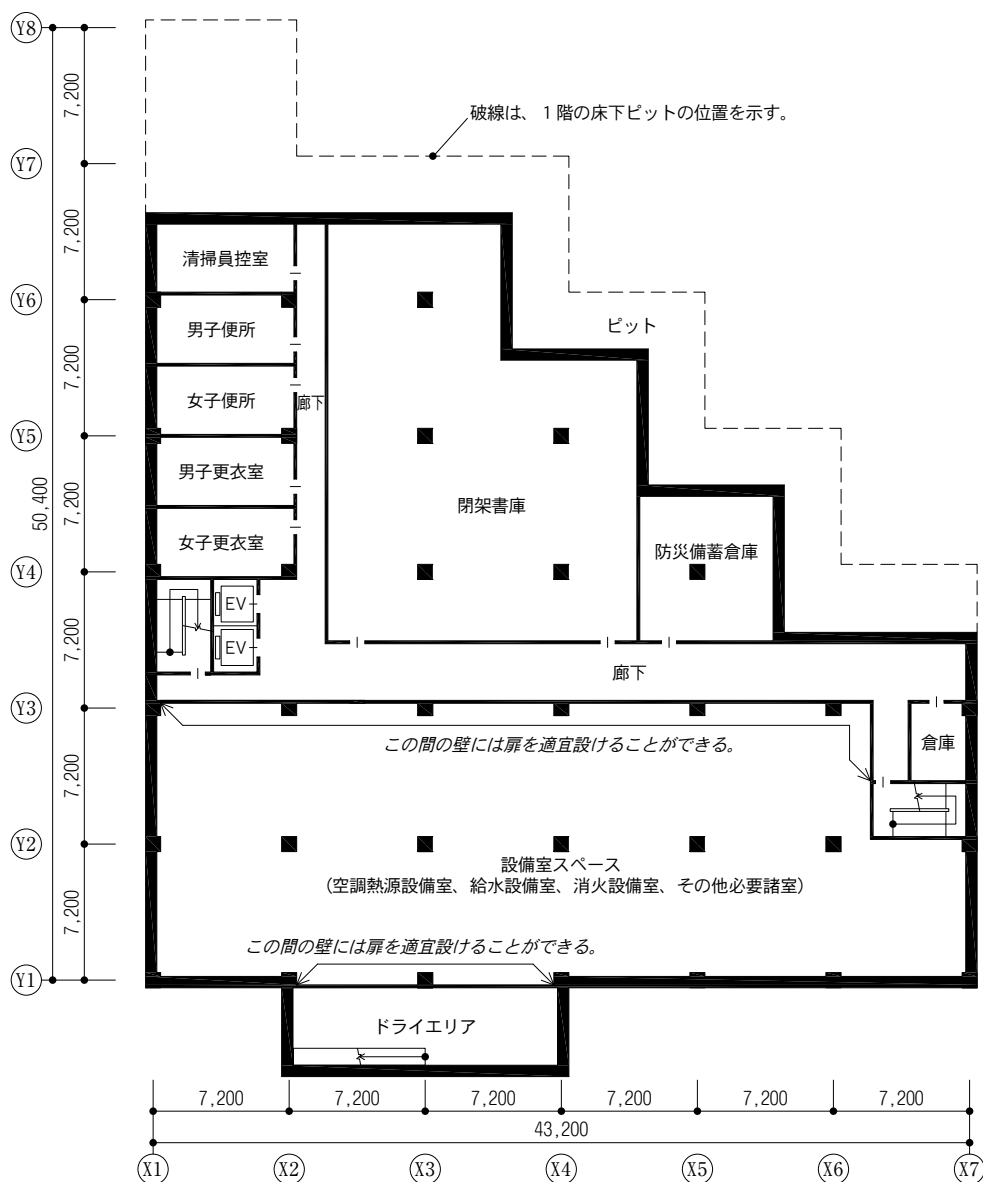 Y8
7,200
破線は、1階の床下ピットの位置を示す。
Y7
7,200
清掃員控室
Y6
ピット
男子便所
7,200
女子便所
廊下
Y5
男子更衣室
7,200
50,400
閉架書庫
女子更衣室
防災備蓄倉庫
Y4
EV
7,200
EV
廊下
Y3
倉庫
この間の壁には扉を適宜設けることができる。
7,200
Y2
設備室スペース
(空調熱源設備室、給水設備室、消火設備室、その他必要諸室)
7,200
この間の壁には扉を適宜設けることができる。
Y1
ドライエリア
7,200 7,200 7,200 7,200 7,200 7,200
43,200
X1 X2 X3 X4 X5 X6 X7